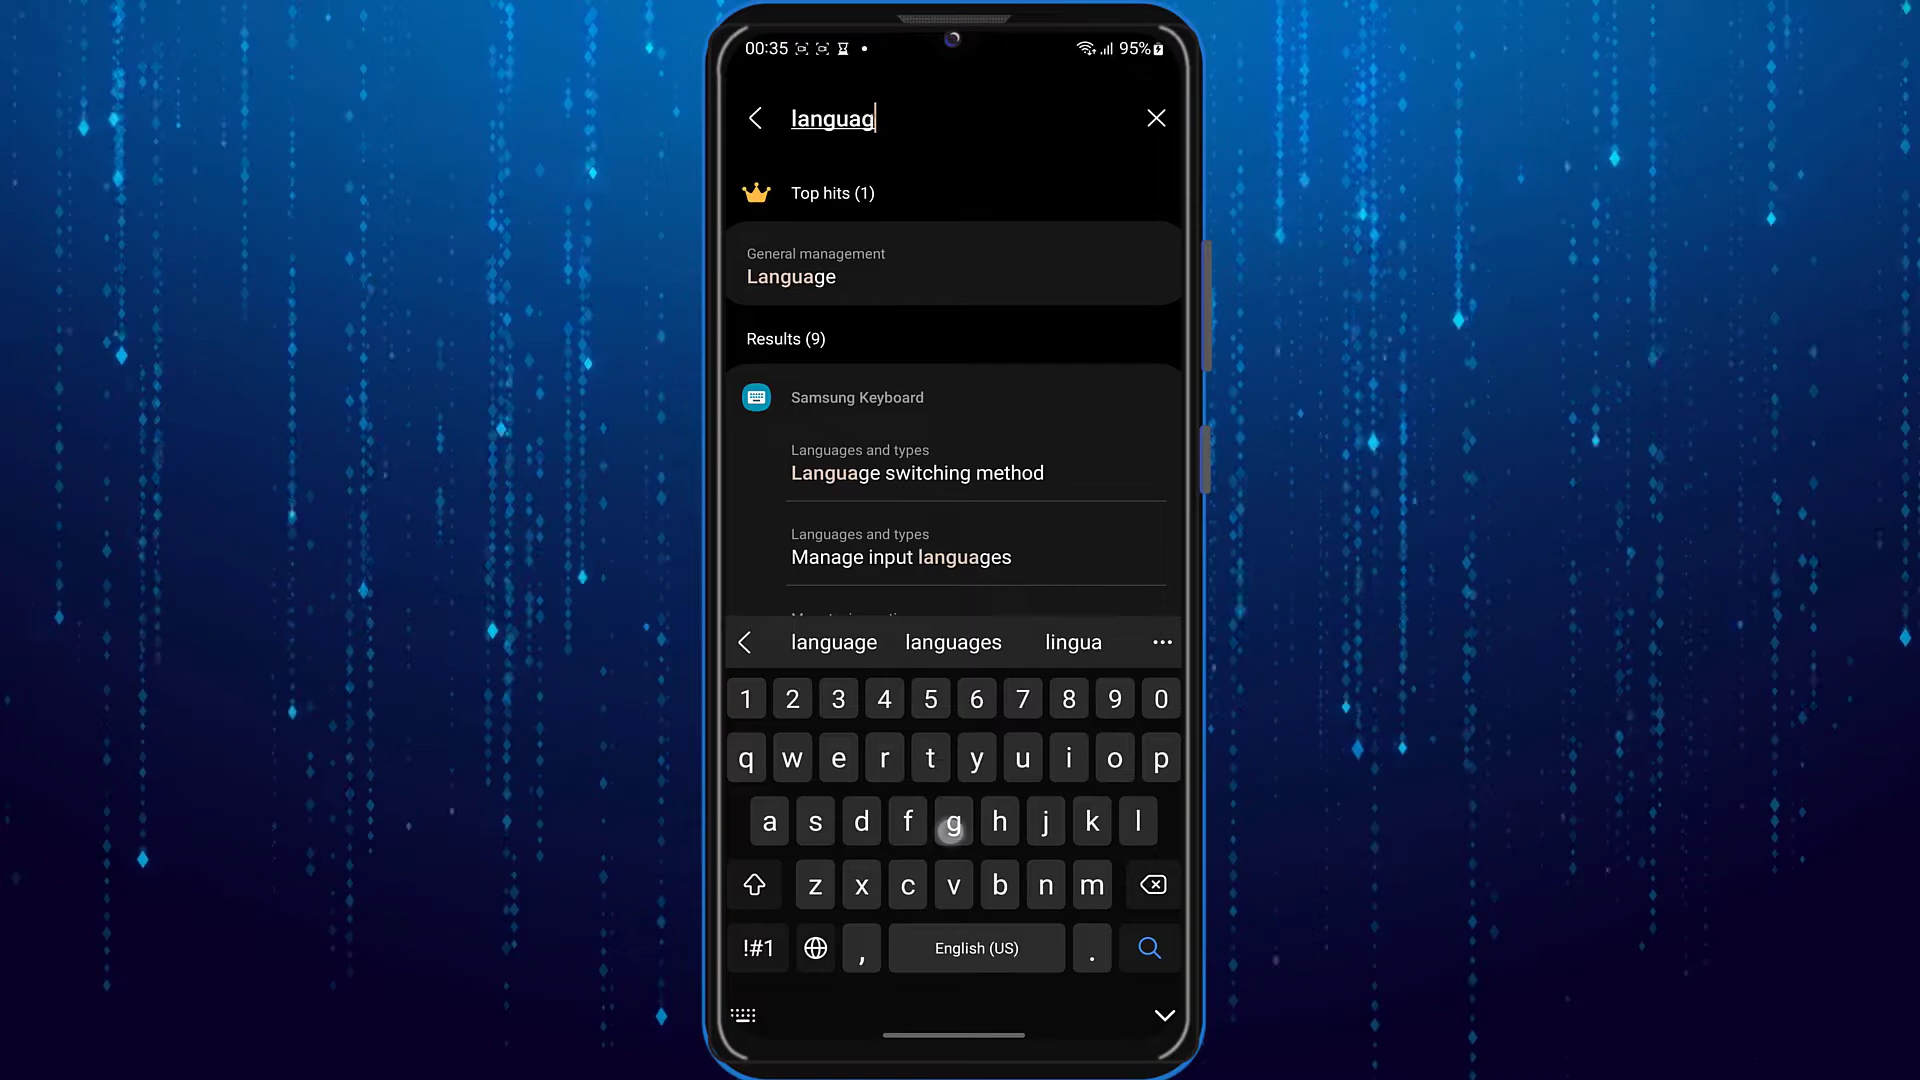 00:35
95%
languag
Top hits (1)
General management
Language
Results (9)
Samsung Keyboard
Languages and types
Language switching method
Languages and types
Manage input languages
language languages lingua
1 2 3 4 5 6 7 8 9 0
q w e r t y u i o p
a s d f g h j k l
z x c v b n m
!#1 , English (US) .